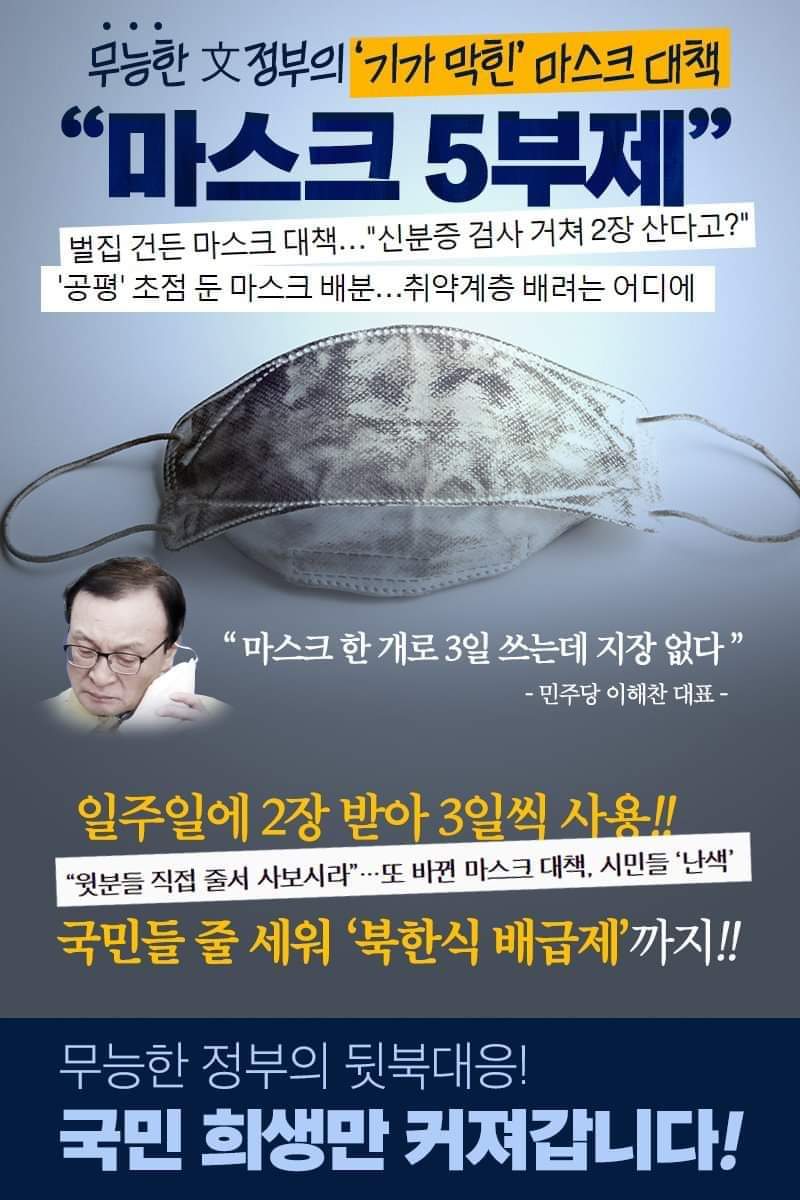 무능한 文정부의 '기가 막힌' 마스크 대책
“마스크 5부제”
벌집 건든 마스크 대책..."신분증 검사 거쳐 2장 산다고?"
'공평' 초점 둔 마스크 배분...취약계층 배려는 어디에
“ 마스크 한 개로 3일 쓰는데 지장 없다 ”
- 민주당 이해찬 대표 -
일주일에 2장 받아 3일씩 사용!!
“윗분들 직접 줄서 사보시라”…또 바뀐 마스크 대책, 시민들 ‘난색’
국민들 줄 세워 ‘북한식 배급제’까지!!
무능한 정부의 뒷북대응!
국민 희생만 커져갑니다!